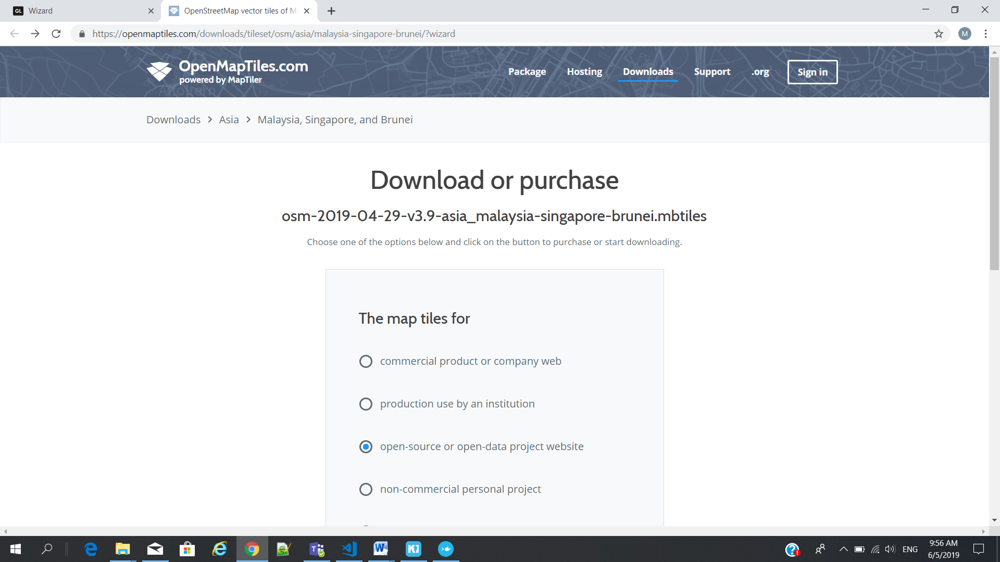 GL Wizard
OpenStreetMap vector tiles of M
https://openmaptiles.com/downloads/tileset/osm/asia/malaysia-singapore-brunei/?wizard
M
OpenMapTiles.com
powered by MapTiler
Package Hosting Downloads Support .org Sign in
Downloads > Asia > Malaysia, Singapore, and Brunei
Download or purchase
osm-2019-04-29-v3.9-asia_malaysia-singapore-brunei.mbtiles
Choose one of the options below and click on the button to purchase or start downloading.
The map tiles for
commercial product or company web
production use by an institution
open-source or open-data project website
non-commercial personal project
ENG
9:56 AM
6/5/2019